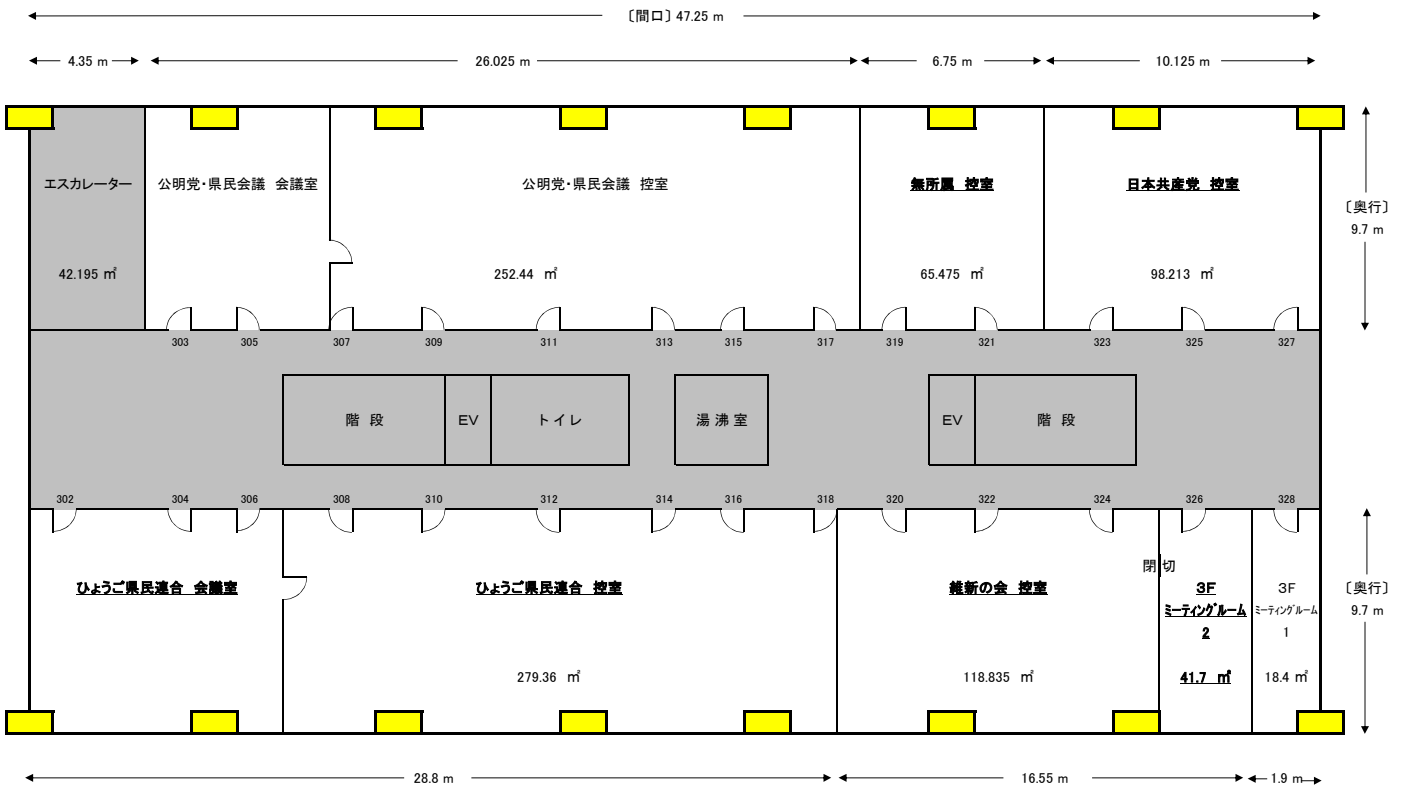 〔間口〕 47.25 m
4.35 m
26.025 m
6.75 m
10.125 m
エスカレーター
公明党・県民会議　会議室
公明党・県民会議　控室
無所属　控室
日本共産党　控室
〔奥行〕
9.7 m
42.195 ㎡
252.44 ㎡
65.475 ㎡
98.213 ㎡
303
305
307
309
311
313
315
317
319
321
323
325
327
階 段
EV
トイレ
湯 沸 室
EV
階 段
302
304
306
308
310
312
314
316
318
320
322
324
326
328
閉 切
ひょうご県民連合　会議室
ひょうご県民連合　控室
維新の会　控室
3F
ミーティングルーム
2
3F
ミーティングルーム
1
〔奥行〕
9.7 m
279.36 ㎡
118.835 ㎡
41.7 ㎡
18.4 ㎡
28.8 m
16.55 m
1.9 m